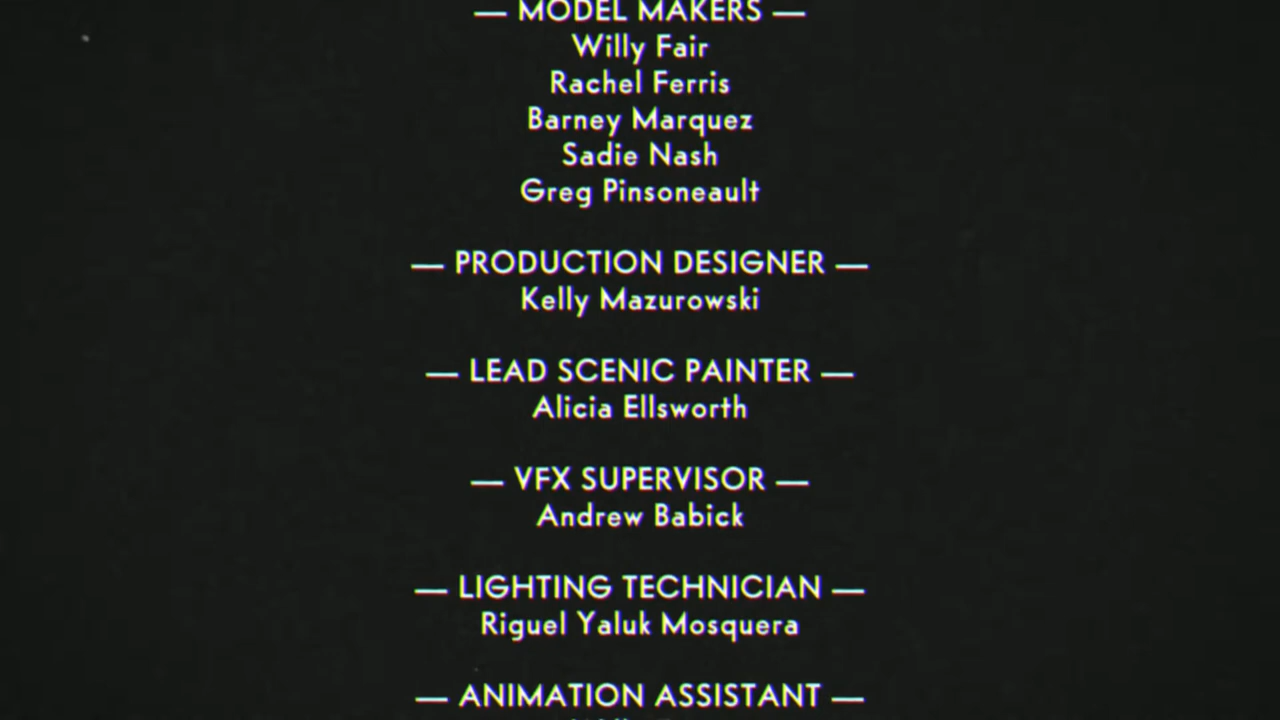 — MODEL MAKERS —
Willy Fair
Rachel Ferris
Barney Marquez
Sadie Nash
Greg Pinsoneault
— PRODUCTION DESIGNER —
Kelly Mazurowski
— LEAD SCENIC PAINTER —
Alicia Ellsworth
— VFX SUPERVISOR —
Andrew Babick
— LIGHTING TECHNICIAN —
Riguel Yaluk Mosquera
— ANIMATION ASSISTANT —